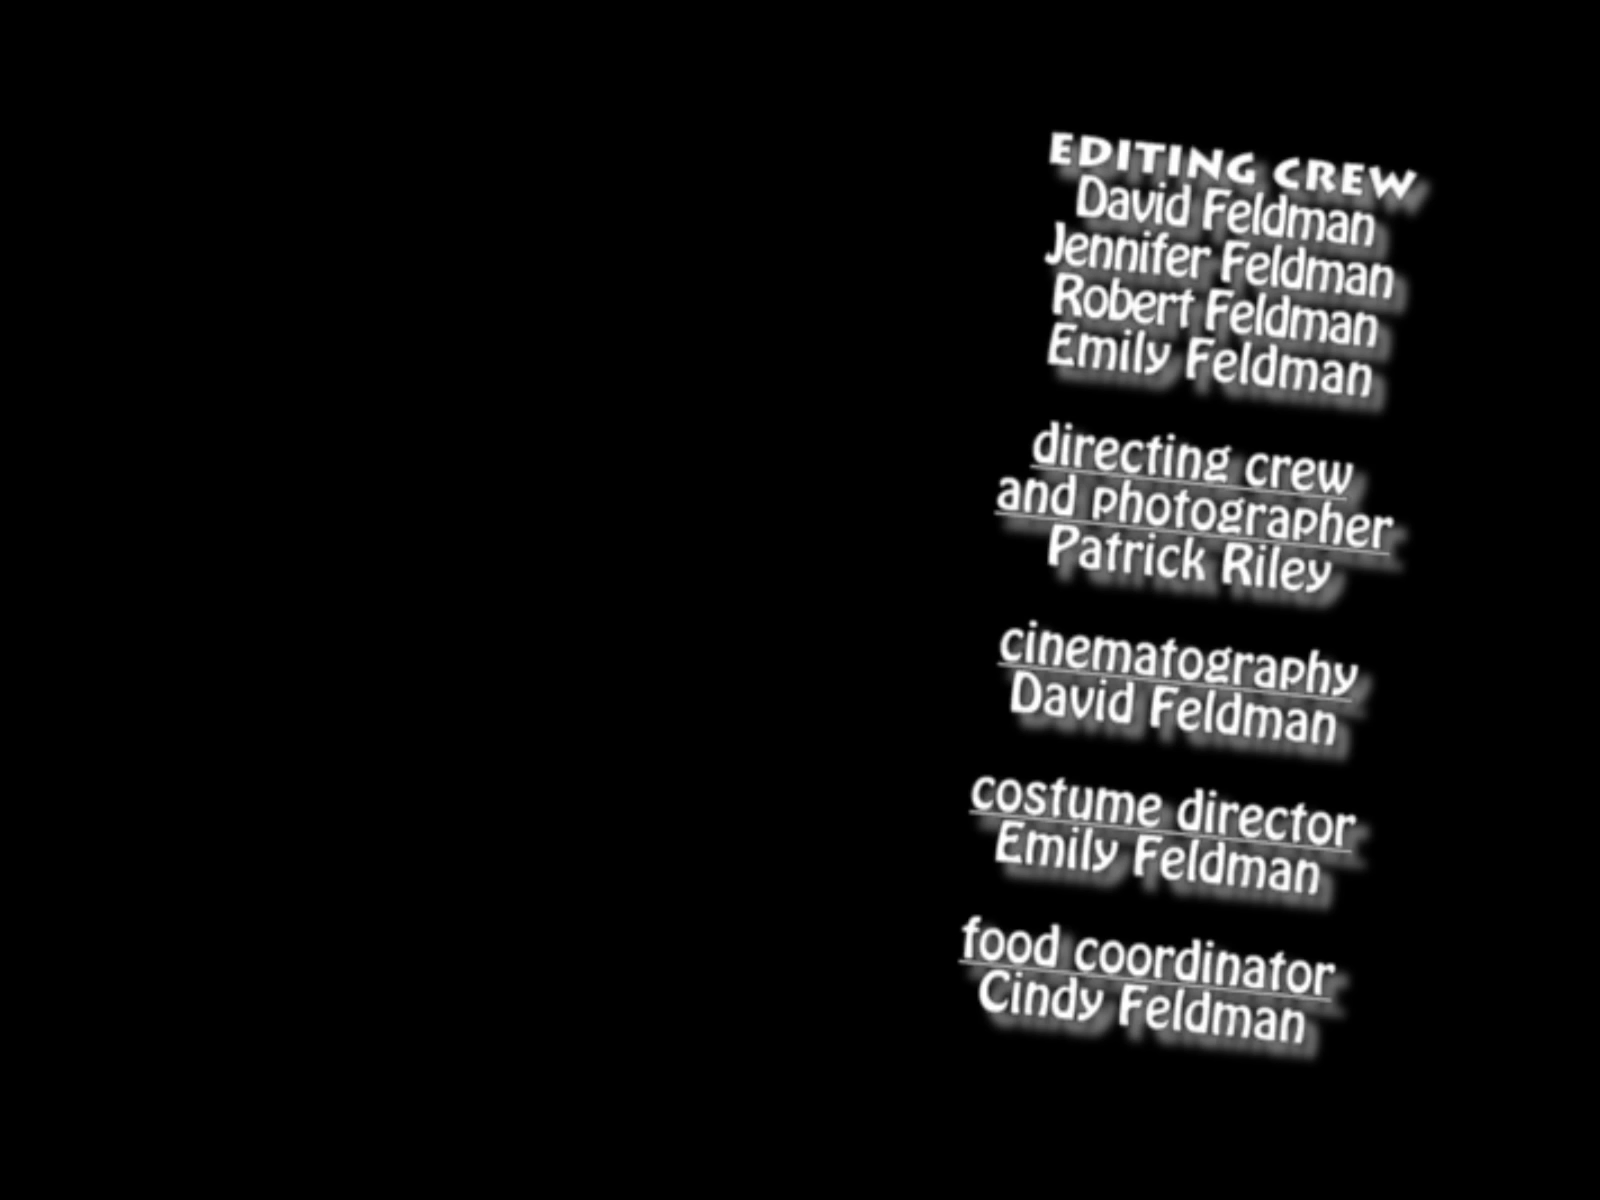 EDITING CREW
David Feldman
Jennifer Feldman
Robert Feldman
Emily Feldman
directing crew
and photographer
Patrick Riley
cinematography
David Feldman
costume director
Emily Feldman
food coordinator
Cindy Feldman